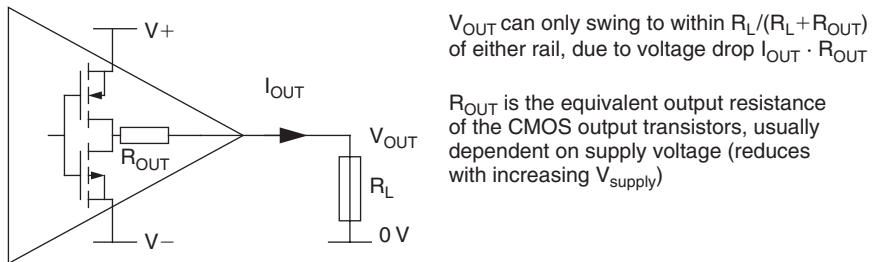 V+
I_OUT
V_OUT
R_OUT
R_L
V−
0 V
V_OUT can only swing to within R_L/(R_L+R_OUT)
of either rail, due to voltage drop I_OUT · R_OUT
R_OUT is the equivalent output resistance
of the CMOS output transistors, usually
dependent on supply voltage (reduces
with increasing V_supply)